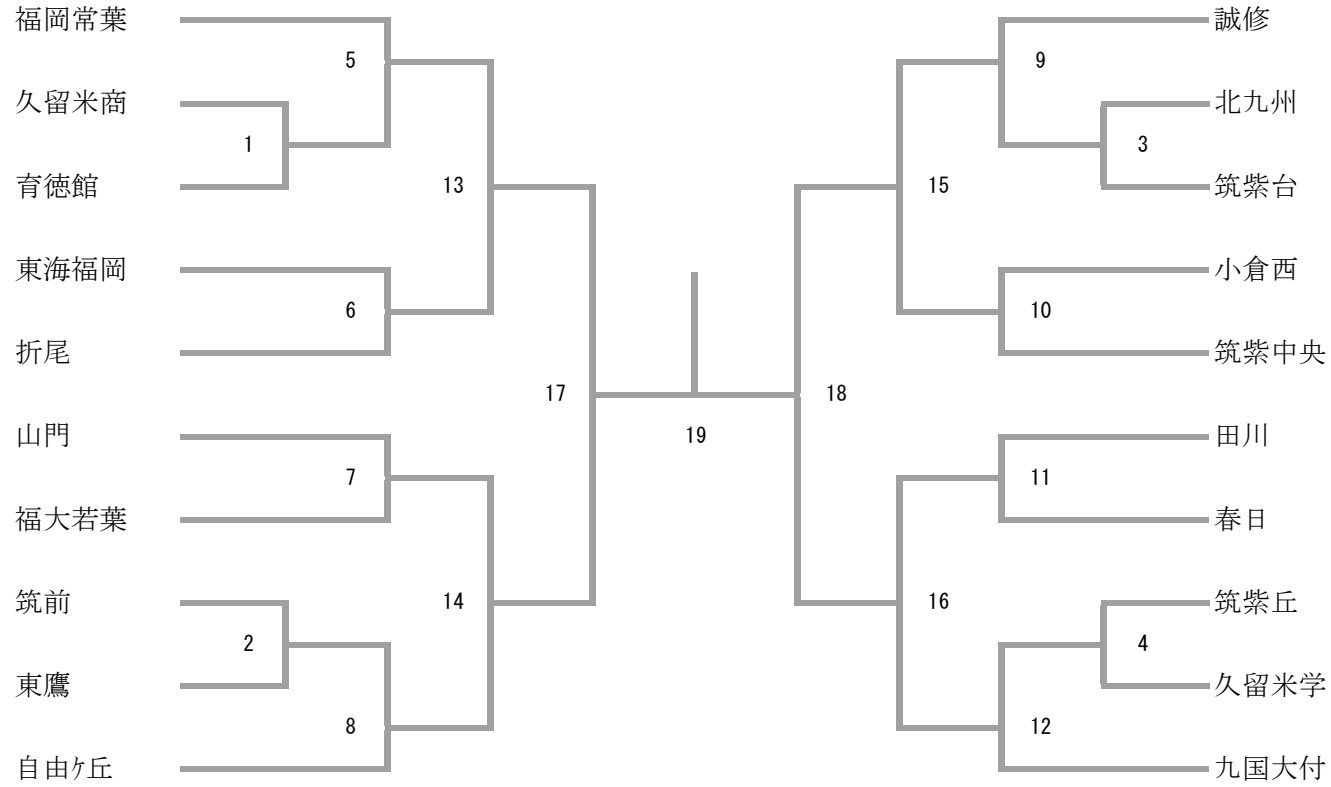 福岡常葉
誠修
5
9
久留米商
北九州
1
3
育徳館
13
15
筑紫台
東海福岡
小倉西
6
10
折尾
筑紫中央
17
18
山門
19
田川
7
11
福大若葉
春日
筑前
14
16
筑紫丘
2
4
東鷹
久留米学
8
12
自由ｹ丘
九国大付